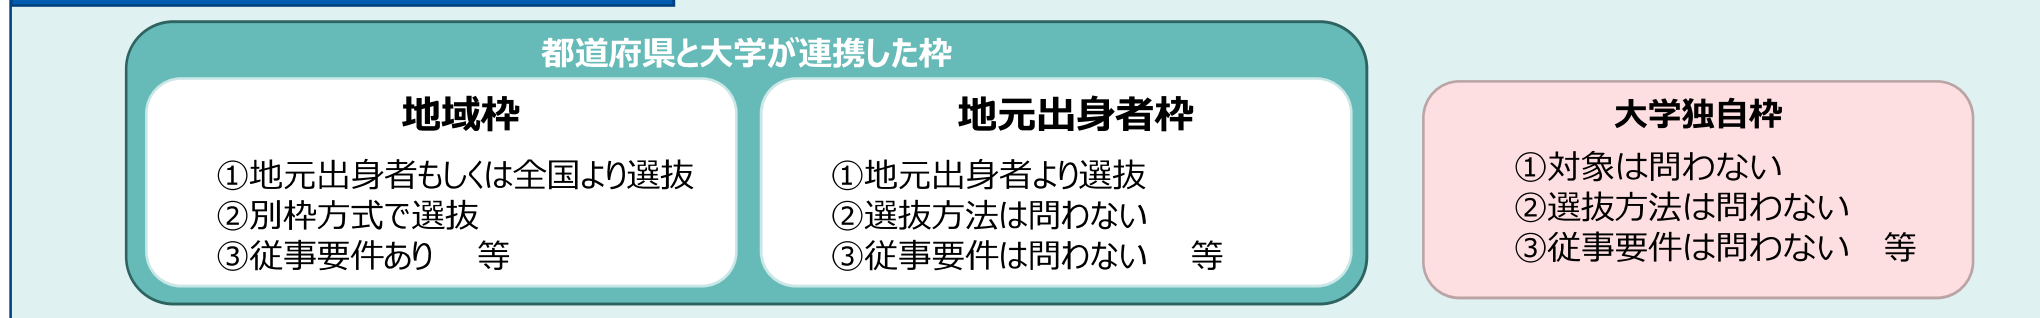 都道府県と大学が連携した枠
地域枠
①地元出身者もしくは全国より選抜
②別枠方式で選抜
③従事要件あり　等
地元出身者枠
①地元出身者より選抜
②選抜方法は問わない
③従事要件は問わない　等
大学独自枠
①対象は問わない
②選抜方法は問わない
③従事要件は問わない　等